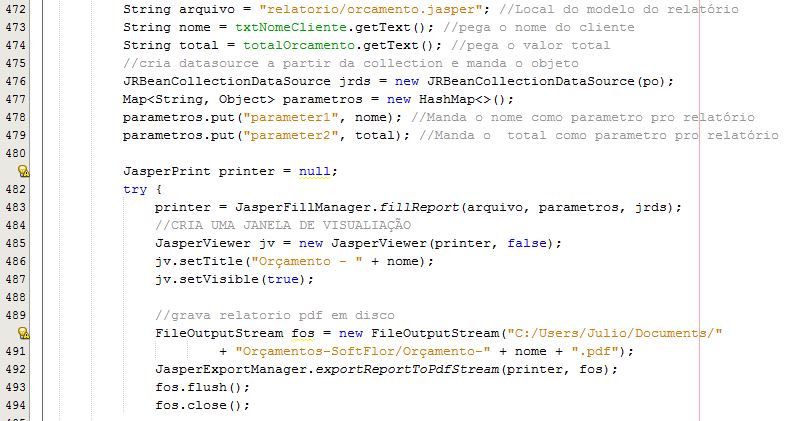 472 String arquivo = "relatorio/orcamento.jasper"; //Local do modelo do relatório
473 String nome = txtNomeCliente.getText(); //pega o nome do cliente
474 String total = totalOrcamento.getText(); //pega o valor total
475 //cria datasource a partir da collection e manda o objeto
476 JRBeanCollectionDataSource jrds = new JRBeanCollectionDataSource(po);
477 Map<String, Object> parametros = new HashMap<>();
478 parametros.put("parameter1", nome); //Manda o nome como parametro pro relatório
479 parametros.put("parameter2", total); //Manda o  total como parametro pro relatório
480
JasperPrint printer = null;
482 try {
483 printer = JasperFillManager.fillReport(arquivo, parametros, jrds);
484 //CRIA UMA JANELA DE VISUALIAÇÃO
485 JasperViewer jv = new JasperViewer(printer, false);
486 jv.setTitle("Orçamento - " + nome);
487 jv.setVisible(true);
488
489 //grava relatorio pdf em disco
FileOutputStream fos = new FileOutputStream("C:/Users/Julio/Documents/"
491 + "Orçamentos-SoftFlor/Orçamento-" + nome + ".pdf");
492 JasperExportManager.exportReportToPdfStream(printer, fos);
493 fos.flush();
494 fos.close();